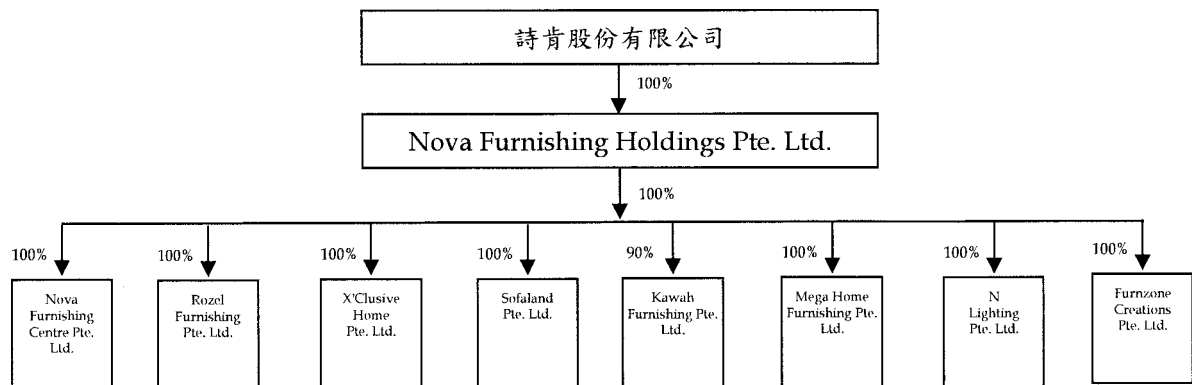 詩肯股份有限公司
100%
Nova Furnishing Holdings Pte. Ltd.
100%
100%
100%
100%
100%
90%
100%
100%
100%
Nova
Furnishing
Centre Pte.
Ltd.
Rozel
Furnishing
Pte. Ltd.
X'Clusive
Home
Pte. Ltd.
Sofaland
Pte. Ltd.
Kawah
Furnishing Pte.
Ltd.
Mega Home
Furnishing Pte.
Ltd.
N
Lighting
Pte. Ltd.
Furnzone
Creations
Pte. Ltd.